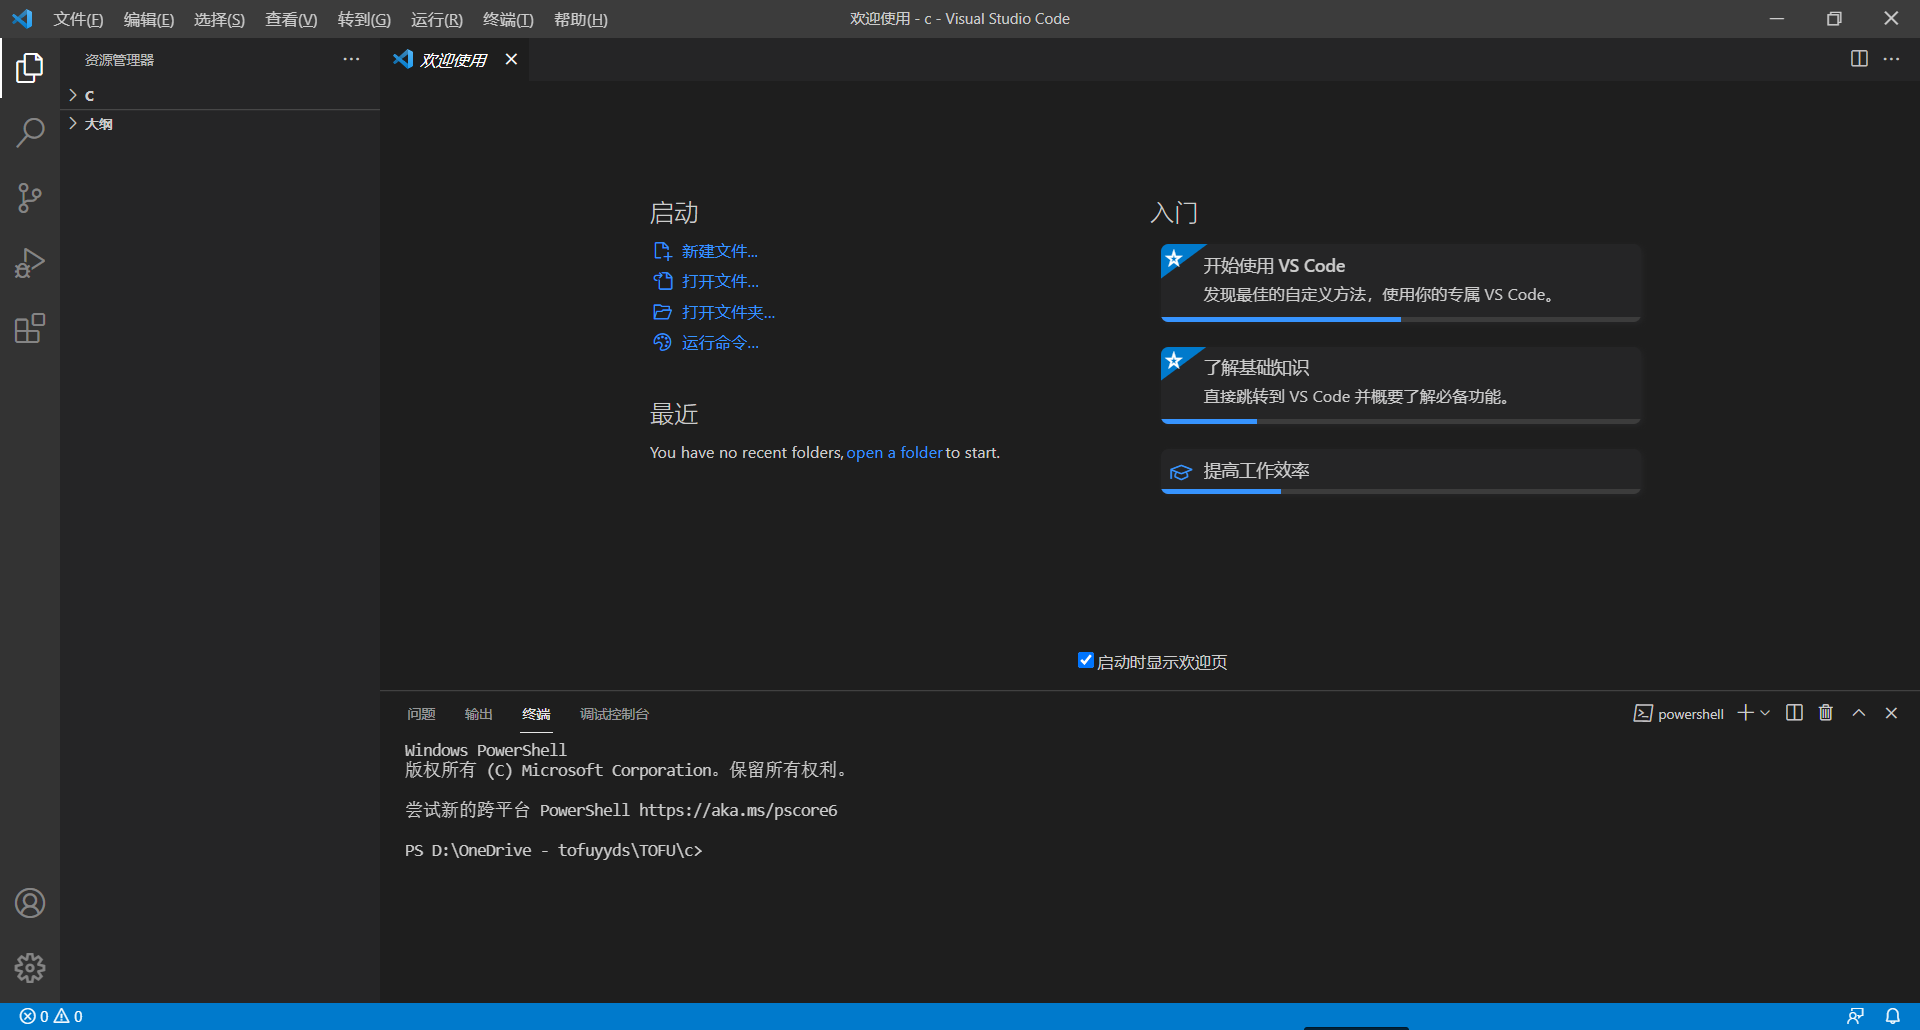 文件(F) 编辑(E) 选择(S) 查看(V) 转到(G) 运行(R) 终端(T) 帮助(H)
欢迎使用 - c - Visual Studio Code
资源管理器
C
大纲
欢迎使用
启动
新建文件...
打开文件...
打开文件夹...
运行命令...
最近
You have no recent folders, open a folder to start.
入门
开始使用 VS Code
发现最佳的自定义方法，使用你的专属 VS Code。
了解基础知识
直接跳转到 VS Code 并概要了解必备功能。
提高工作效率
启动时显示欢迎页
问题 输出 终端 调试控制台
powershell
Windows PowerShell
版权所有 (C) Microsoft Corporation。保留所有权利。
尝试新的跨平台 PowerShell https://aka.ms/pscore6
PS D:\OneDrive - tofuyyds\TOFU\c>
0 0